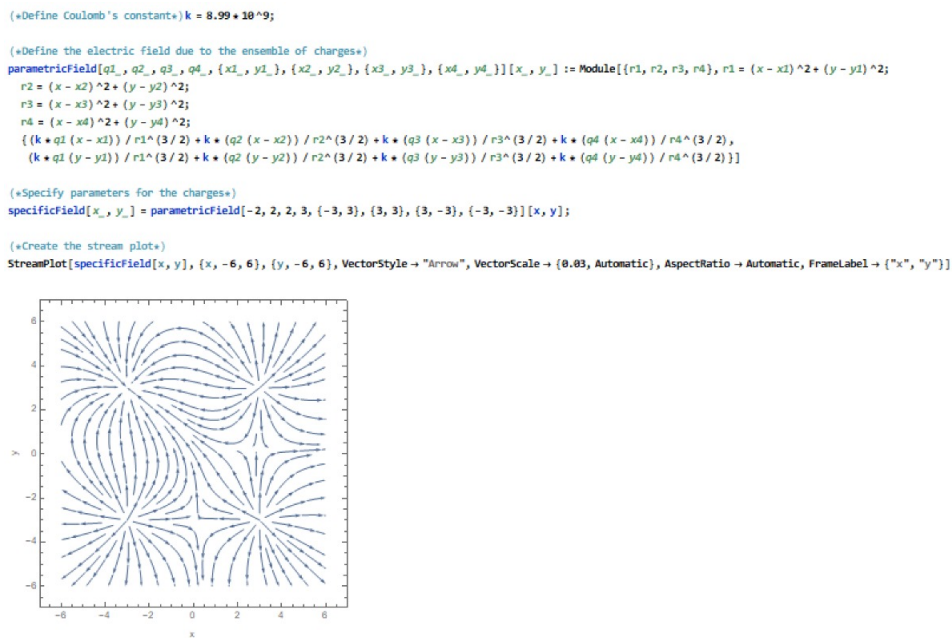 (*Define Coulomb's constant*)k = 8.99 * 10^9;
(*Define the electric field due to the ensemble of charges*)
parametricField[q1_, q2_, q3_, q4_, {x1_, y1_}, {x2_, y2_}, {x3_, y3_}, {x4_, y4_}][x_, y_] := Module[{r1, r2, r3, r4}, r1 = (x - x1)^2 + (y - y1)^2;
r2 = (x - x2)^2 + (y - y2)^2;
r3 = (x - x3)^2 + (y - y3)^2;
r4 = (x - x4)^2 + (y - y4)^2;
{(k * q1 (x - x1)) / r1^(3 / 2) + k * (q2 (x - x2)) / r2^(3 / 2) + k * (q3 (x - x3)) / r3^(3 / 2) + k * (q4 (x - x4)) / r4^(3 / 2),
(k * q1 (y - y1)) / r1^(3 / 2) + k * (q2 (y - y2)) / r2^(3 / 2) + k * (q3 (y - y3)) / r3^(3 / 2) + k * (q4 (y - y4)) / r4^(3 / 2)}]
(*Specify parameters for the charges*)
specificField[x_, y_] = parametricField[-2, 2, 2, 3, {-3, 3}, {3, 3}, {3, -3}, {-3, -3}][x, y];
(*Create the stream plot*)
StreamPlot[specificField[x, y], {x, -6, 6}, {y, -6, 6}, VectorStyle → "Arrow", VectorScale → {0.03, Automatic}, AspectRatio → Automatic, FrameLabel → {"x", "y"}]
6
4
2
y
0
-2
-4
-6
-6 -4 -2 0 2 4 6
x